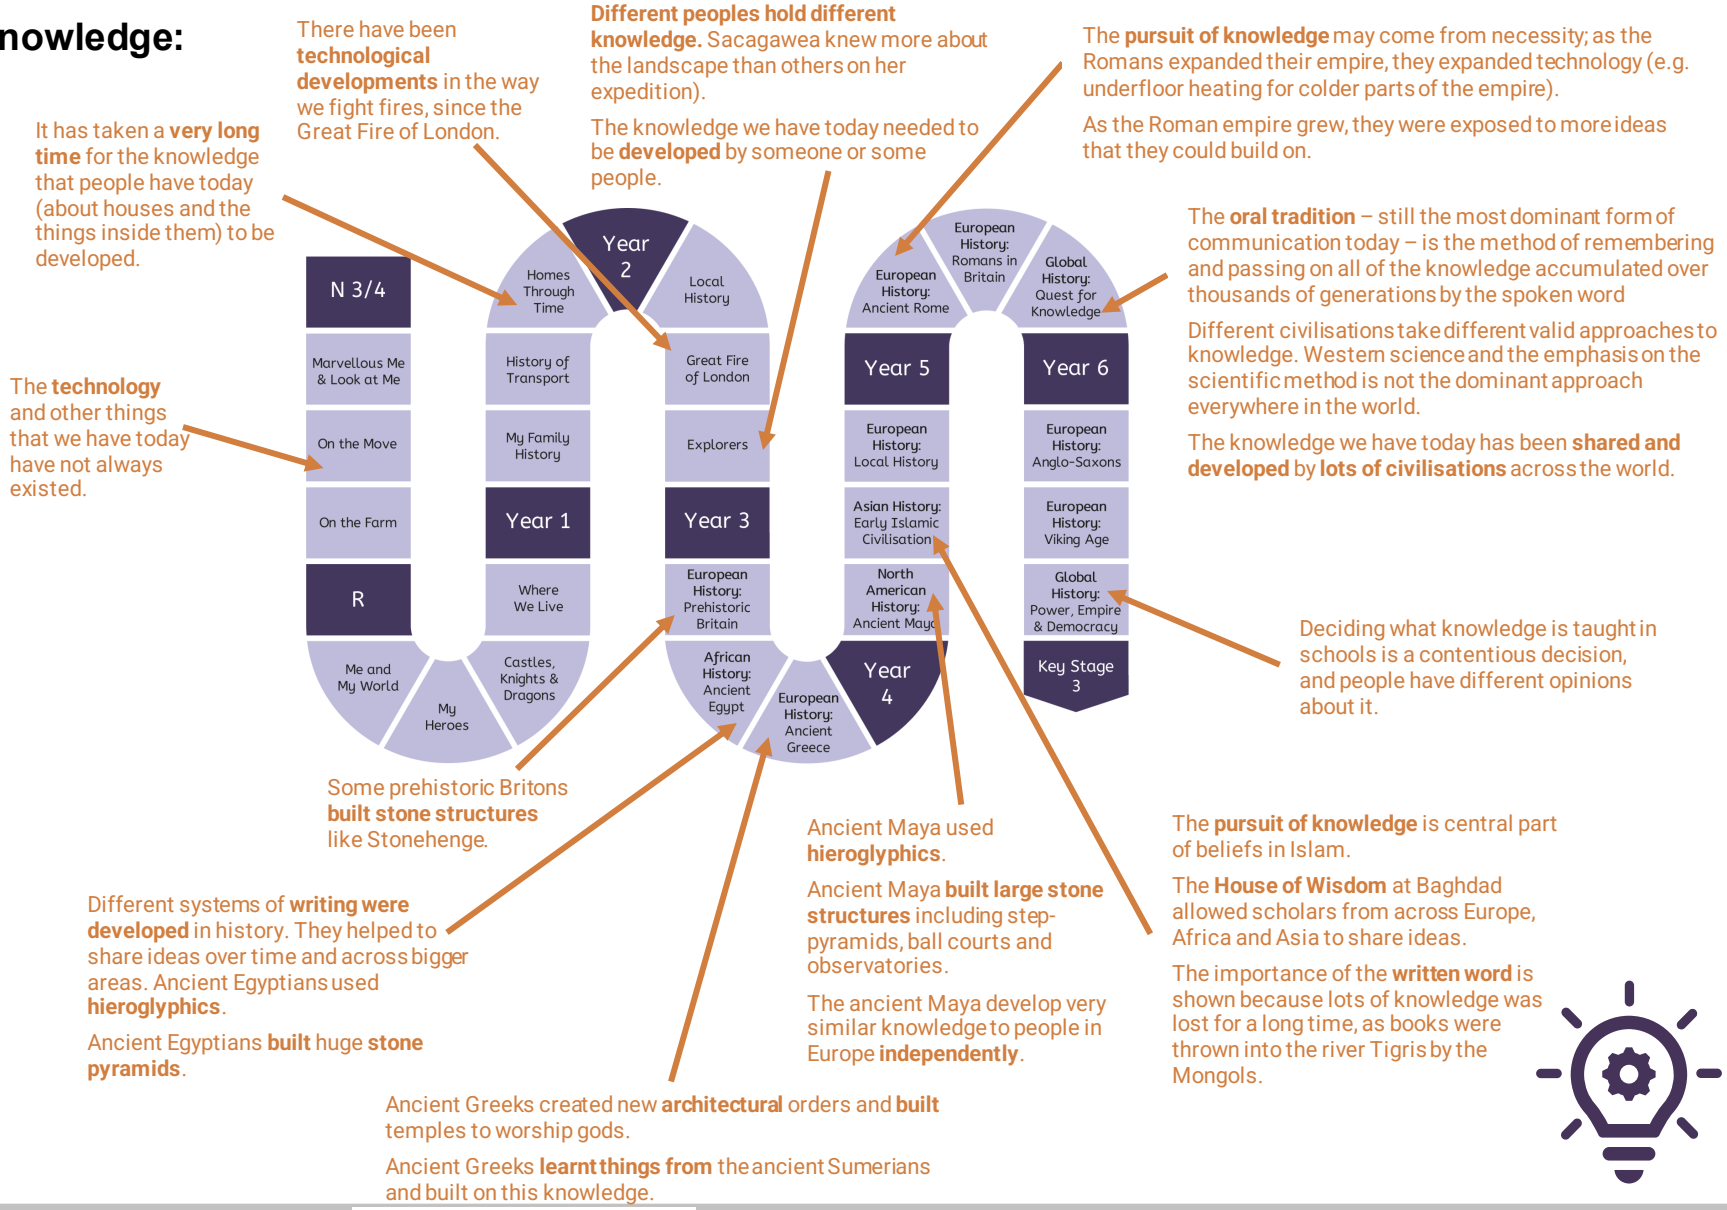 nowledge:
There have been
technological
developments in the way
we fight fires, since the
Great Fire of London.
Different peoples hold different
knowledge. Sacagawea knew more about
the landscape than others on her
expedition).
The knowledge we have today needed to
be developed by someone or some
people.
The pursuit of knowledge may come from necessity; as the
Romans expanded their empire, they expanded technology (e.g.
underfloor heating for colder parts of the empire).
As the Roman empire grew, they were exposed to more ideas
that they could build on.
It has taken a very long
time for the knowledge
that people have today
(about houses and the
things inside them) to be
developed.
The oral tradition – still the most dominant form of
communication today – is the method of remembering
and passing on all of the knowledge accumulated over
thousands of generations by the spoken word
Different civilisations take different valid approaches to
knowledge. Western science and the emphasis on the
scientific method is not the dominant approach
everywhere in the world.
The knowledge we have today has been shared and
developed by lots of civilisations across the world.
The technology
and other things
that we have today
have not always
existed.
N 3/4
Marvellous Me
& Look at Me
On the Move
On the Farm
R
Me and
My World
My
Heroes
Castles,
Knights &
Dragons
Where
We Live
Year 1
My Family
History
History of
Transport
Homes
Through
Time
Year
2
Local
History
Great Fire
of London
Explorers
Year 3
European
History:
Prehistoric
Britain
African
History:
Ancient
Egypt
European
History:
Ancient
Greece
Year
4
North
American
History:
Ancient Maya
Asian History:
Early Islamic
Civilisation
European
History:
Local History
Year 5
European
History:
Ancient Rome
European
History:
Romans in
Britain
Global
History:
Quest for
Knowledge
Year 6
European
History:
Anglo-Saxons
European
History:
Viking Age
Global
History:
Power, Empire
& Democracy
Key Stage
3
Deciding what knowledge is taught in
schools is a contentious decision,
and people have different opinions
about it.
Some prehistoric Britons
built stone structures
like Stonehenge.
Different systems of writing were
developed in history. They helped to
share ideas over time and across bigger
areas. Ancient Egyptians used
hieroglyphics.
Ancient Egyptians built huge stone
pyramids.
Ancient Greeks created new architectural orders and built
temples to worship gods.
Ancient Greeks learnt things from the ancient Sumerians
and built on this knowledge.
Ancient Maya used
hieroglyphics.
Ancient Maya built large stone
structures including step-
pyramids, ball courts and
observatories.
The ancient Maya develop very
similar knowledge to people in
Europe independently.
The pursuit of knowledge is central part
of beliefs in Islam.
The House of Wisdom at Baghdad
allowed scholars from across Europe,
Africa and Asia to share ideas.
The importance of the written word is
shown because lots of knowledge was
lost for a long time, as books were
thrown into the river Tigris by the
Mongols.